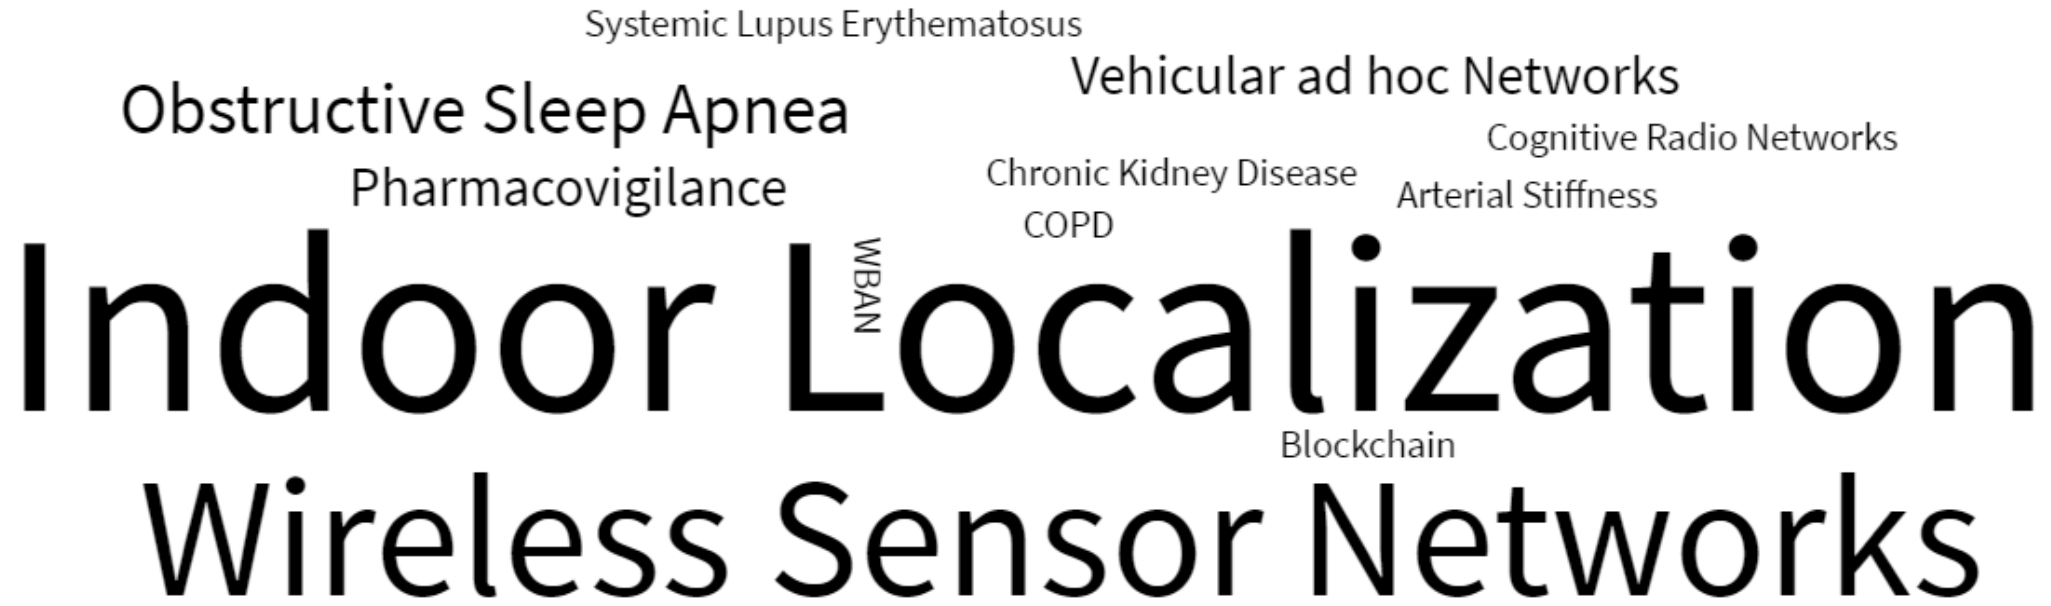 Systemic Lupus Erythematosus
Vehicular ad hoc Networks
Obstructive Sleep Apnea
Cognitive Radio Networks
Chronic Kidney Disease
Pharmacovigilance
Arterial Stiffness
COPD
WBAN
Indoor Localization
Blockchain
Wireless Sensor Networks